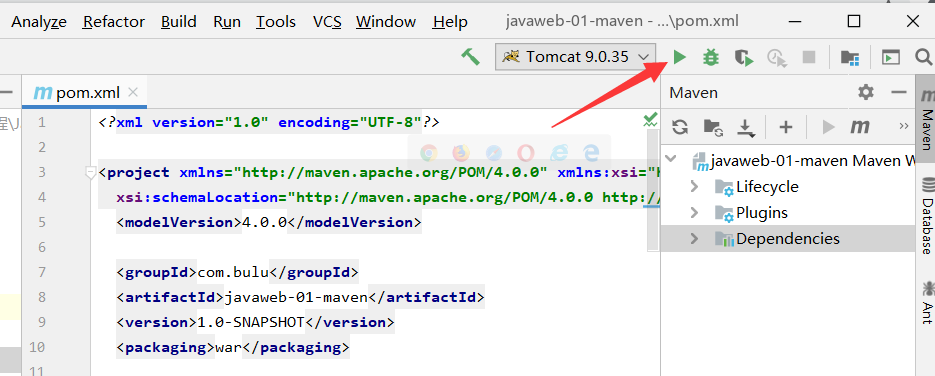 Analyze Refactor Build Run Tools VCS Window Help javaweb-01-maven - ...\pom.xml
Tomcat 9.0.35
m pom.xml
Maven
m
1 <?xml version="1.0" encoding="UTF-8"?>
2
3 <project xmlns="http://maven.apache.org/POM/4.0.0" xmlns:xsi="h
4 xsi:schemaLocation="http://maven.apache.org/POM/4.0.0 http://
5 <modelVersion>4.0.0</modelVersion>
6
7 <groupId>com.bulu</groupId>
8 <artifactId>javaweb-01-maven</artifactId>
9 <version>1.0-SNAPSHOT</version>
10 <packaging>war</packaging>
11
javaweb-01-maven Maven W
Lifecycle
Plugins
Dependencies
m Maven
Database
Ant